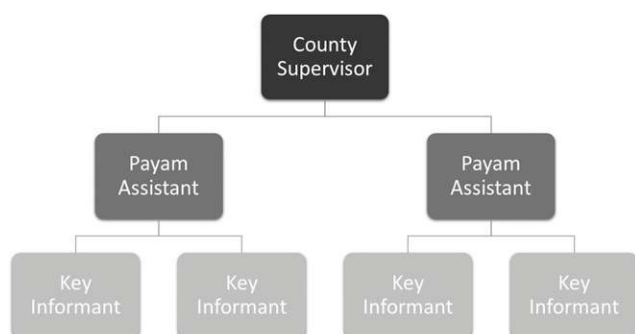 County
Supervisor
Payam
Assistant
Payam
Assistant
Key
Informant
Key
Informant
Key
Informant
Key
Informant